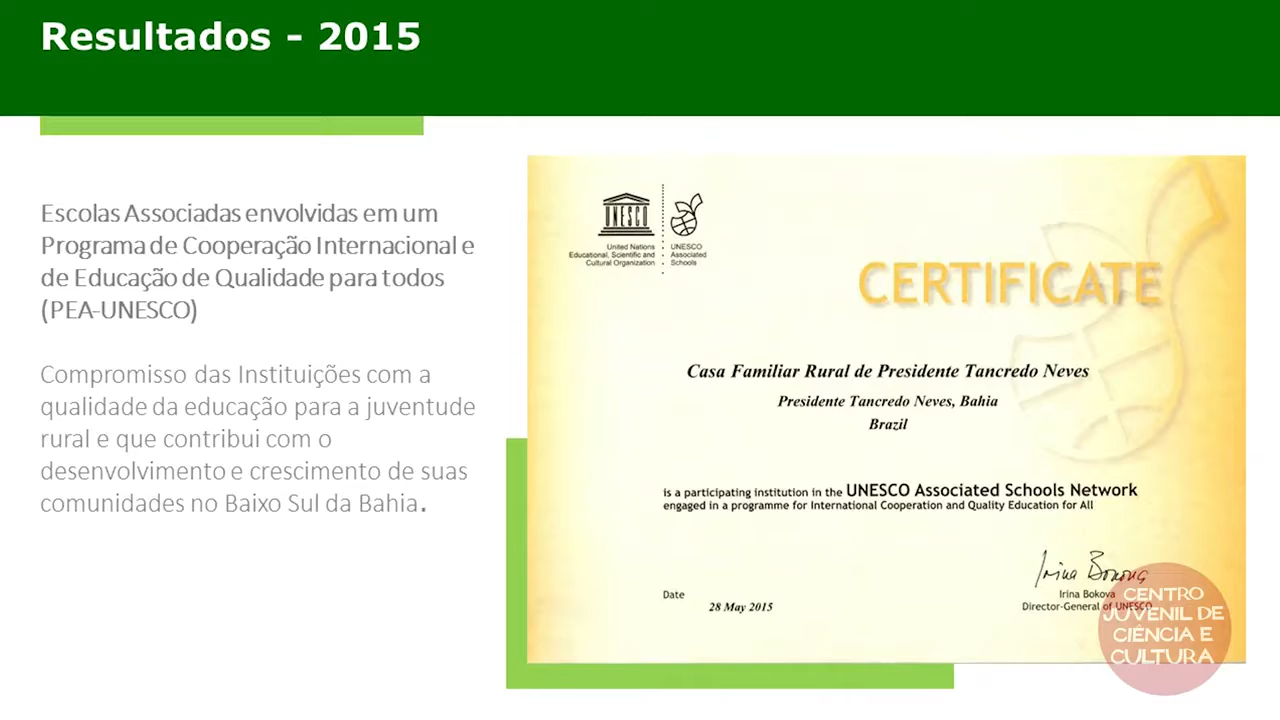 Resultados - 2015
Escolas Associadas envolvidas em um
Programa de Cooperação Internacional e
de Educação de Qualidade para todos
(PEA-UNESCO)
Compromisso das Instituições com a
qualidade da educação para a juventude
rural e que contribui com o
desenvolvimento e crescimento de suas
comunidades no Baixo Sul da Bahia.
UNESCO
United Nations
Educational, Scientific and
Cultural Organization
UNESCO
Associated
Schools
CERTIFICATE
Casa Familiar Rural de Presidente Tancredo Neves
Presidente Tancredo Neves, Bahia
Brazil
is a participating institution in the UNESCO Associated Schools Network
engaged in a programme for International Cooperation and Quality Education for All
Irina Bokova
Irina Bokova
Director-General of UNESCO
Date
28 May 2015
CENTRO
JUVENIL DE
CIÊNCIA E
CULTURA